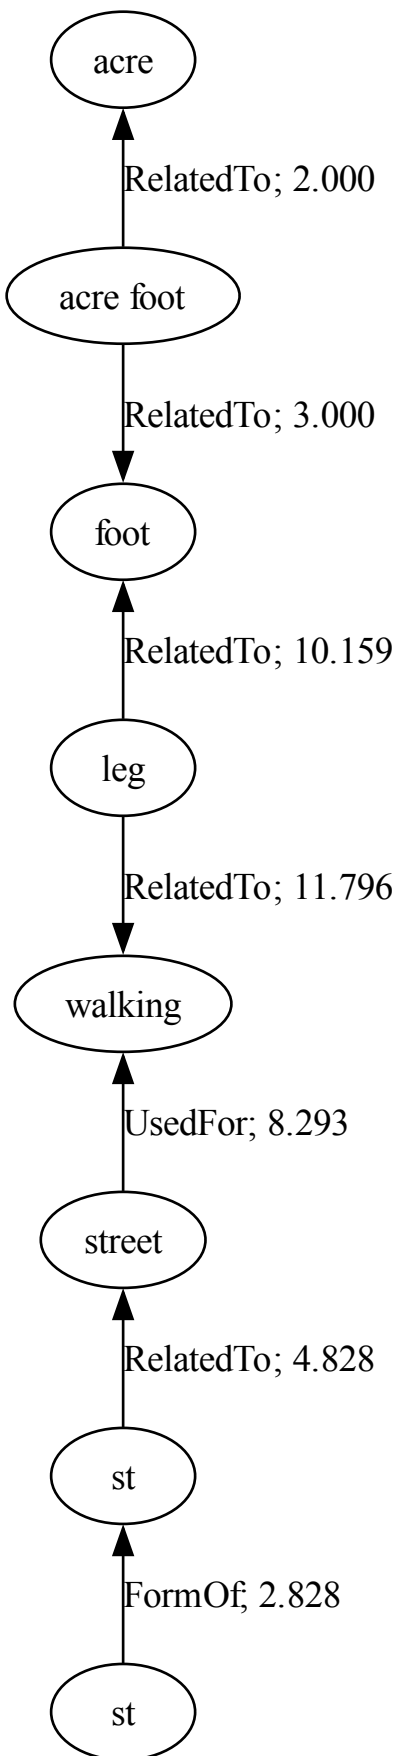 acre
RelatedTo; 2.000
acre foot
RelatedTo; 3.000
foot
RelatedTo; 10.159
leg
RelatedTo; 11.796
walking
UsedFor; 8.293
street
RelatedTo; 4.828
st
FormOf; 2.828
st